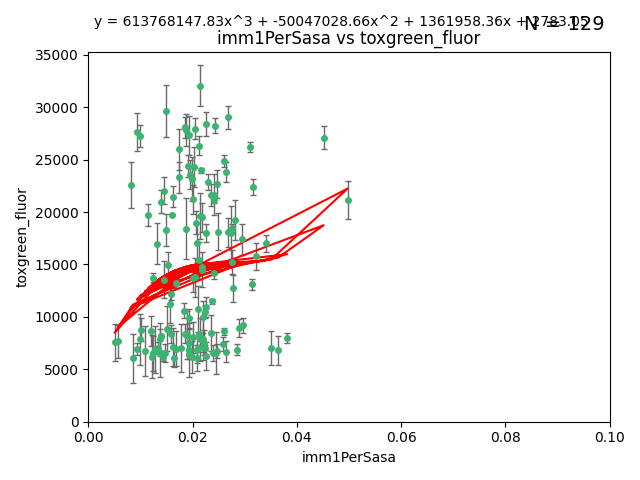 y = 613768147.83x^3 + -50047028.66x^2 + 1361958.36x + 2783.05
N = 129
imm1PerSasa vs toxgreen_fluor
35000
30000
25000
20000
15000
10000
5000
0
toxgreen_fluor
0.00 0.02 0.04 0.06 0.08 0.10
imm1PerSasa